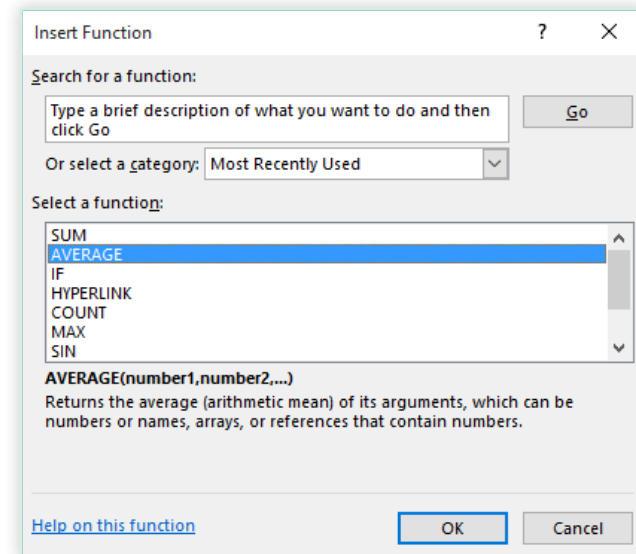 Insert Function
?
Search for a function:
Type a brief description of what you want to do and then
click Go
Go
Or select a category: Most Recently Used
Select a function:
SUM
AVERAGE
IF
HYPERLINK
COUNT
MAX
SIN
AVERAGE(number1,number2,...)
Returns the average (arithmetic mean) of its arguments, which can be
numbers or names, arrays, or references that contain numbers.
Help on this function
OK
Cancel